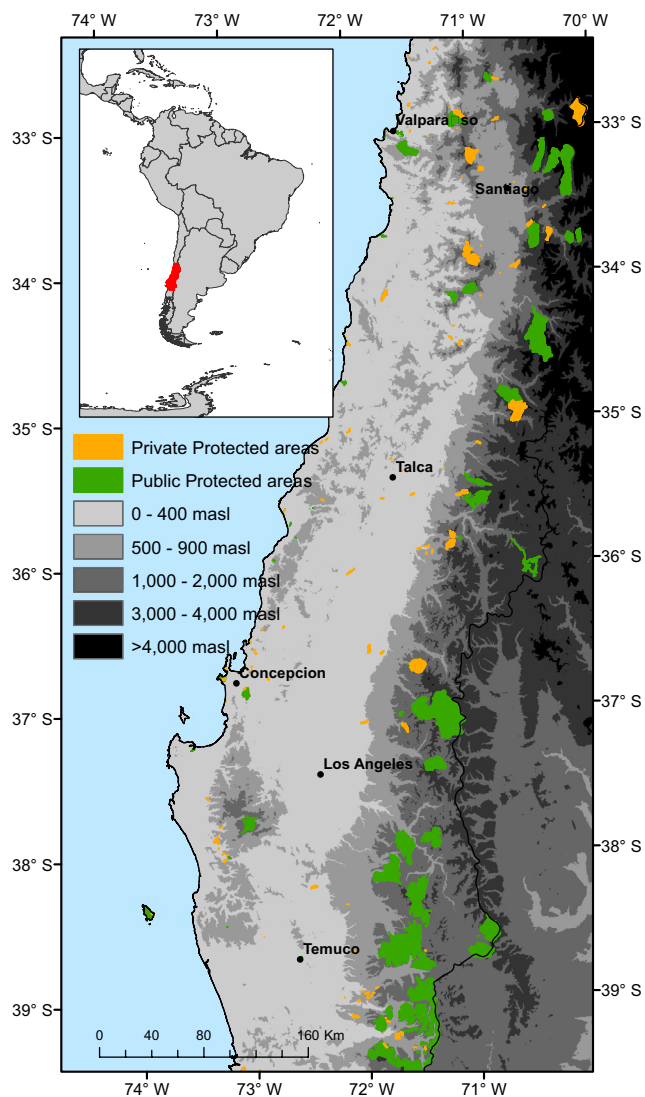 74° W 73° W 72° W 71° W 70° W
33° S
34° S
35° S
36° S
37° S
38° S
39° S
Valparaiso
Santiago
Talca
Concepcion
Los Angeles
Temuco
Private Protected areas
Public Protected areas
0 - 400 masl
500 - 900 masl
1,000 - 2,000 masl
3,000 - 4,000 masl
>4,000 masl
0 40 80 160 Km
33° S
34° S
35° S
36° S
37° S
38° S
39° S
74° W 73° W 72° W 71° W